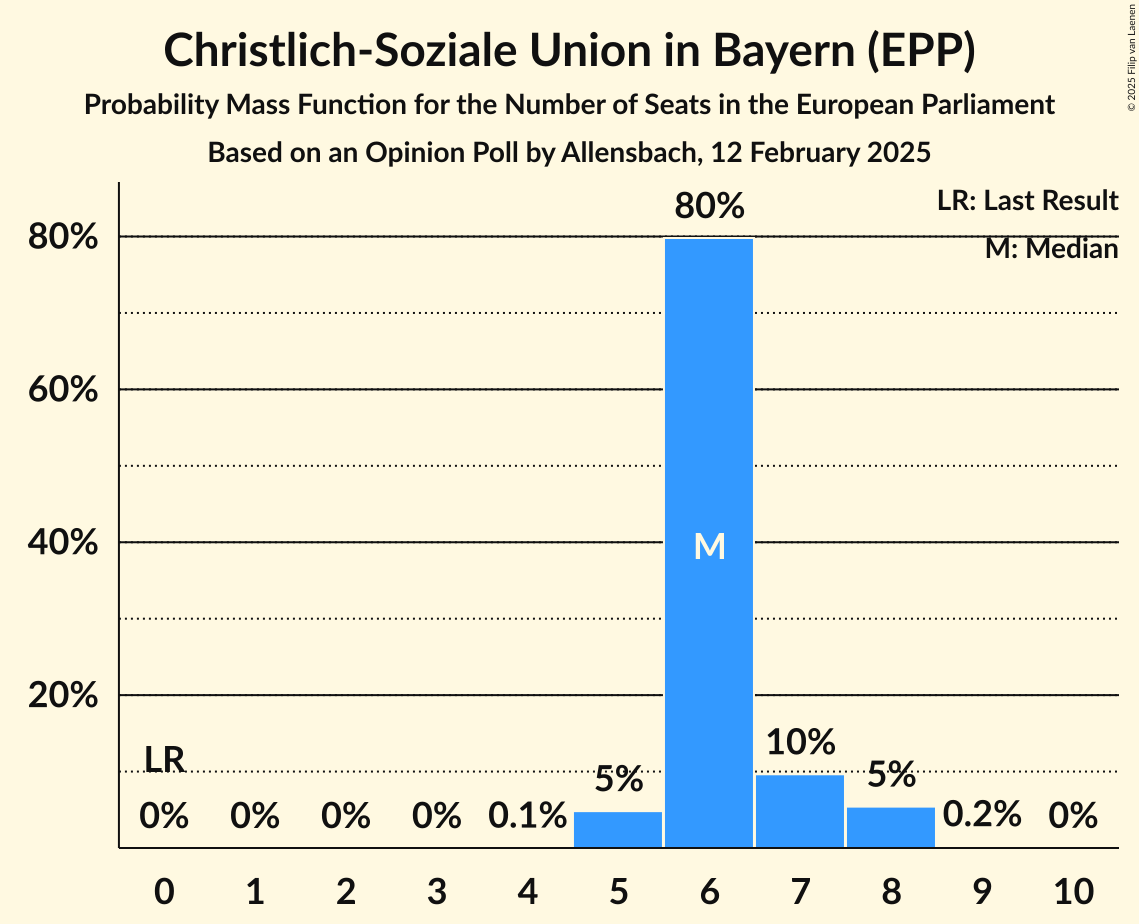 Christlich-Soziale Union in Bayern (EPP)
Probability Mass Function for the Number of Seats in the European Parliament
Based on an Opinion Poll by Allensbach, 12 February 2025
© 2025 Filip van Laenen
LR: Last Result
M: Median
80%
60%
40%
20%
LR
0%
0%
0%
0%
0.1%
5%
80%
M
10%
5%
0.2%
0%
0 1 2 3 4 5 6 7 8 9 10